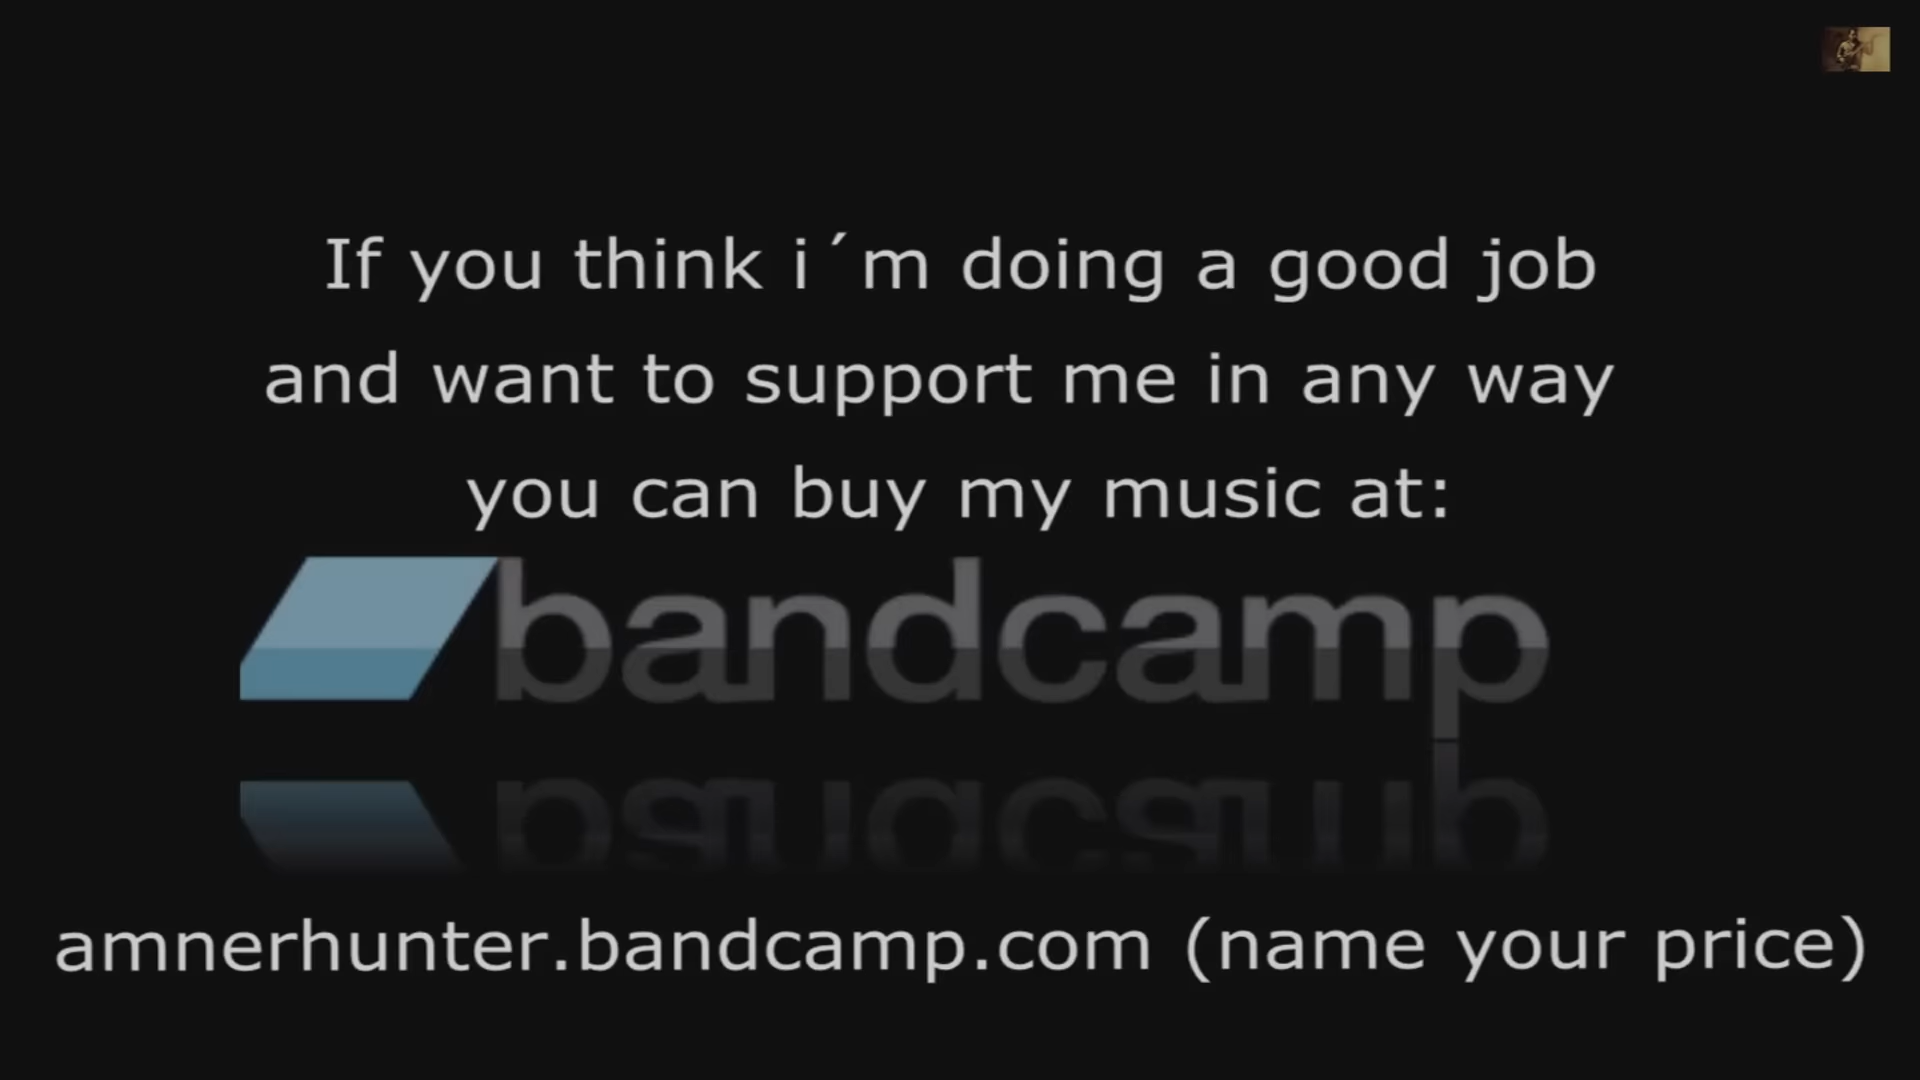 If you think i´m doing a good job
and want to support me in any way
you can buy my music at:
bandcamp
amnerhunter.bandcamp.com (name your price)